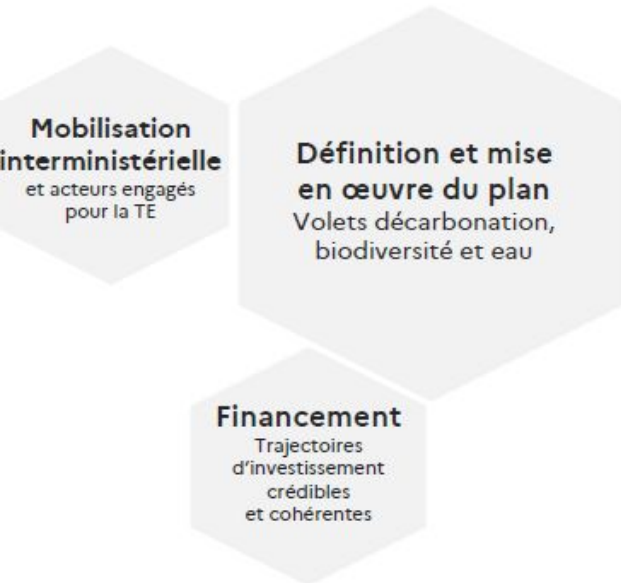 Mobilisation
interministérielle
et acteurs engagés
pour la TE
Définition et mise
en œuvre du plan
Volets décarbonation,
biodiversité et eau
Financement
Trajectoires
d'investissement
crédibles
et cohérentes